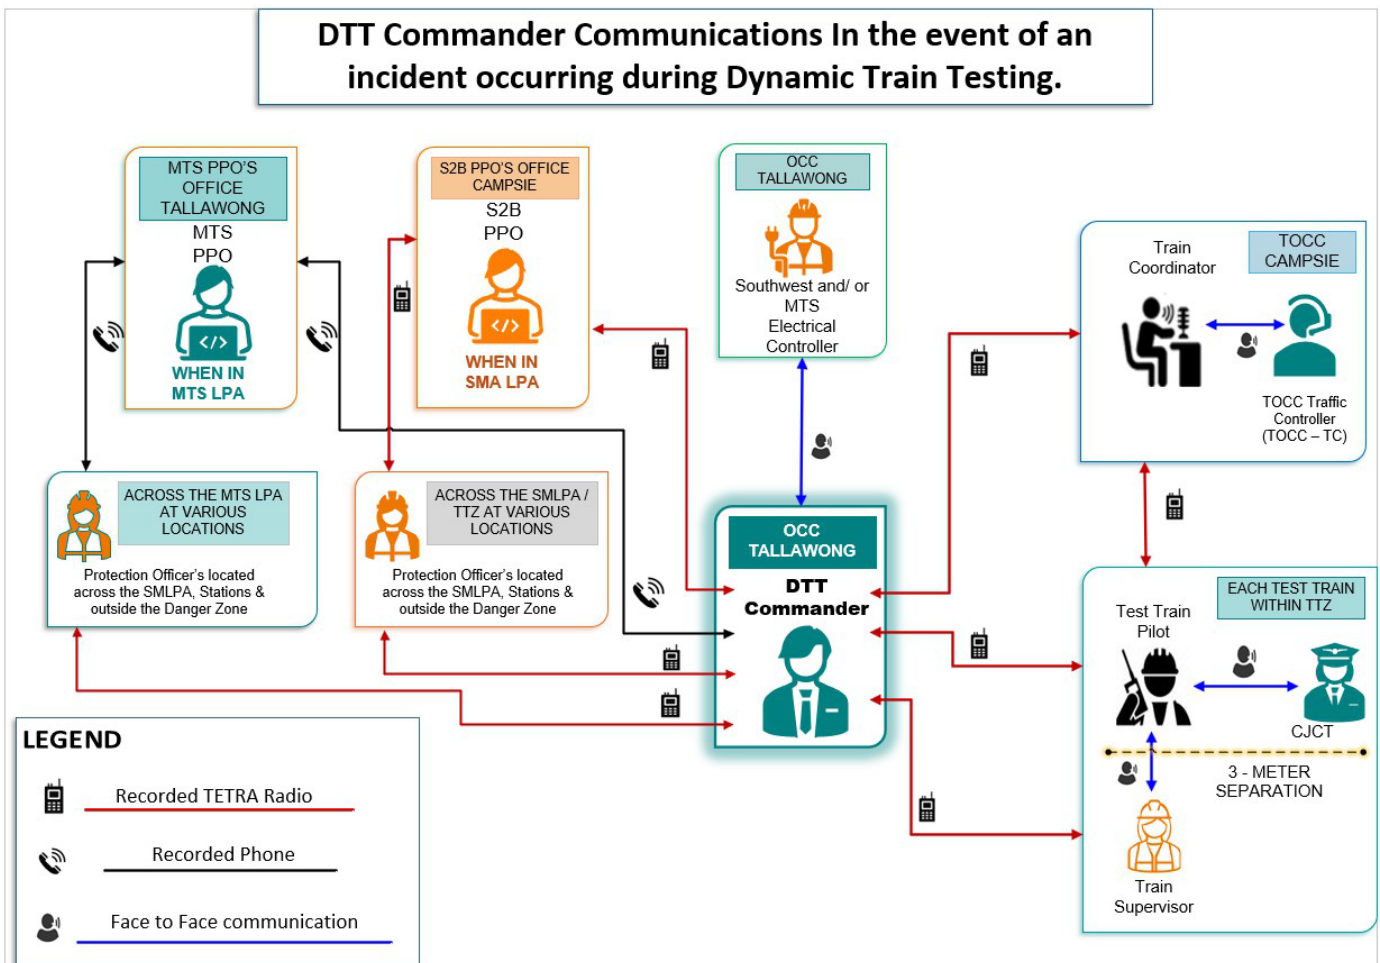 DTT Commander Communications In the event of an
incident occurring during Dynamic Train Testing.
MTS PPO'S
OFFICE
TALLAWONG
MTS
PPO
</>
WHEN IN
MTS LPA
S2B PPO'S OFFICE
CAMPSIE
S2B
PPO
</>
WHEN IN
SMA LPA
OCC
TALLAWONG
Southwest and/ or
MTS
Electrical
Controller
Train
Coordinator
TOCC
CAMPSIE
TOCC Traffic
Controller
(TOCC – TC)
ACROSS THE MTS LPA
AT VARIOUS
LOCATIONS
Protection Officer's located
across the SMLPA, Stations &
outside the Danger Zone
ACROSS THE SMLPA /
TTZ AT VARIOUS
LOCATIONS
Protection Officer's located
across the SMLPA, Stations &
outside the Danger Zone
OCC
TALLAWONG
DTT
Commander
EACH TEST TRAIN
WITHIN TTZ
Test Train
Pilot
CJCT
3 - METER
SEPARATION
Train
Supervisor
LEGEND
Recorded TETRA Radio
Recorded Phone
Face to Face communication